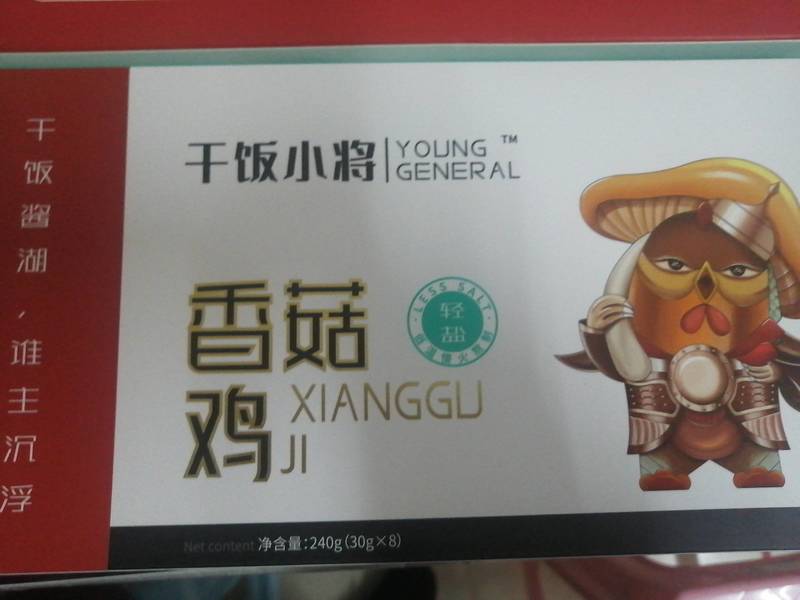 干饭酱湖，谁主沉浮
干饭小将 YOUNG ™
GENERAL
香菇
鸡 XIANGGU
JI
LESS SALT
轻
盐
Net content 净含量:240g(30g×8)